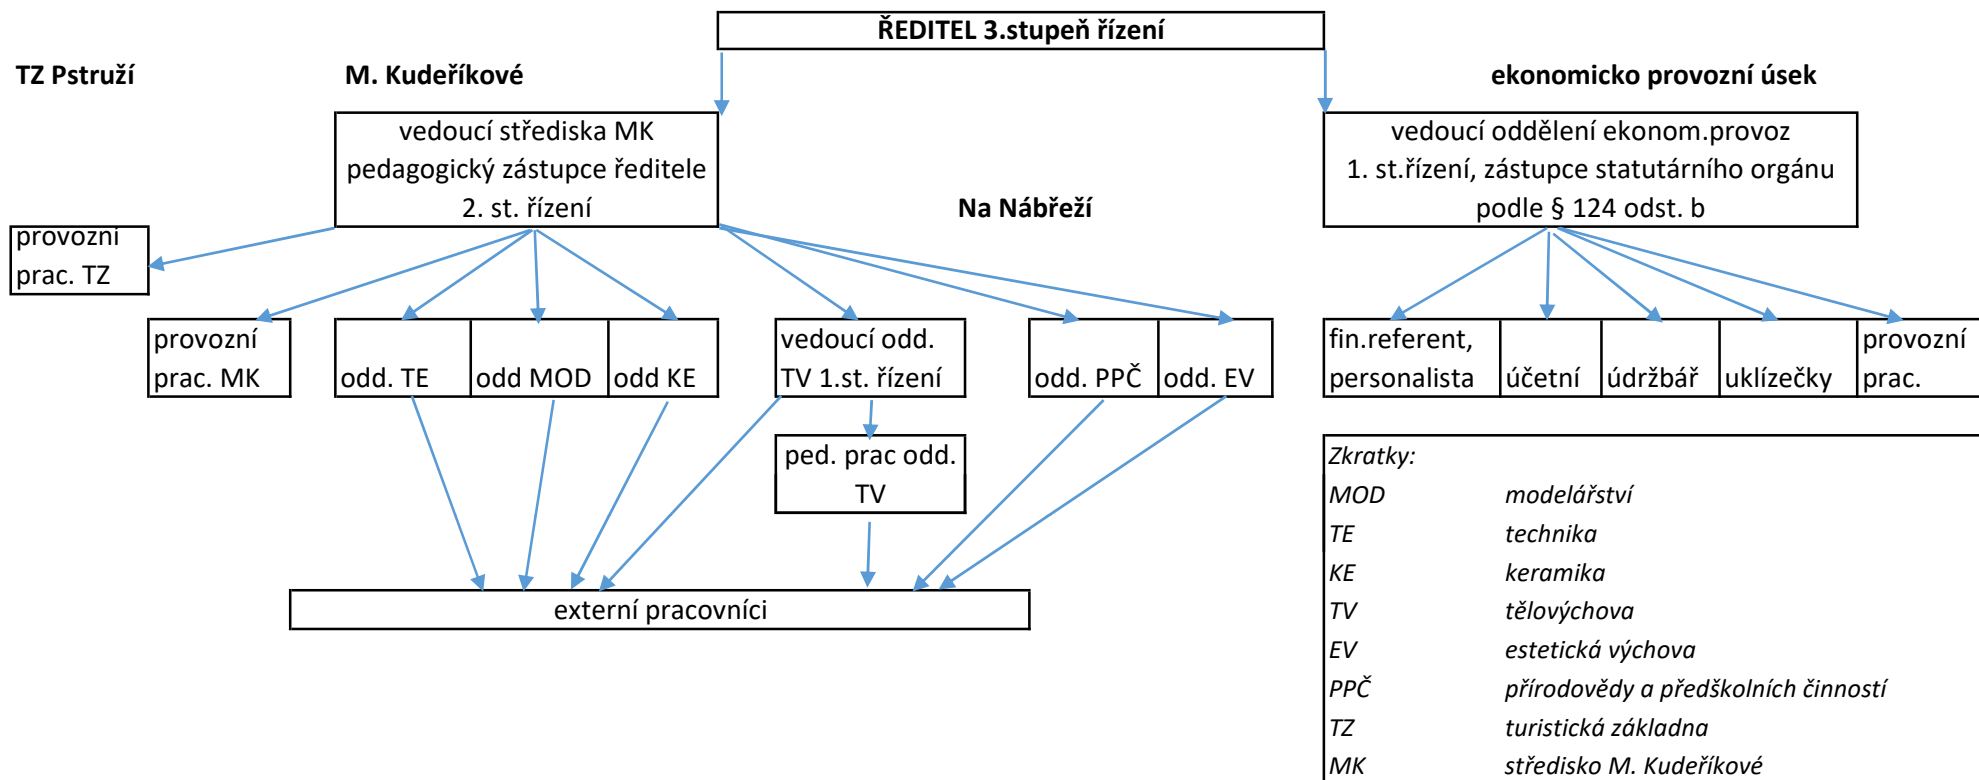 ŘEDITEL 3.stupeň řízení
TZ Pstruží
M. Kudeříkové
ekonomicko provozní úsek
vedoucí střediska MK
pedagogický zástupce ředitele
2. st. řízení
Na Nábřeží
vedoucí oddělení ekonom.provoz
1. st.řízení, zástupce statutárního orgánu
podle § 124 odst. b
provozní
prac. TZ
provozní
prac. MK
odd. TE
odd MOD
odd KE
vedoucí odd.
TV 1.st. řízení
odd. PPČ
odd. EV
fin.referent,
personalista
účetní
údržbář
uklízečky
provozní
prac.
ped. prac odd.
TV
externí pracovníci
Zkratky:
MOD modelářství
TE technika
KE keramika
TV tělovýchova
EV estetická výchova
PPČ přírodovědy a předškolních činností
TZ turistická základna
MK středisko M. Kudeříkové